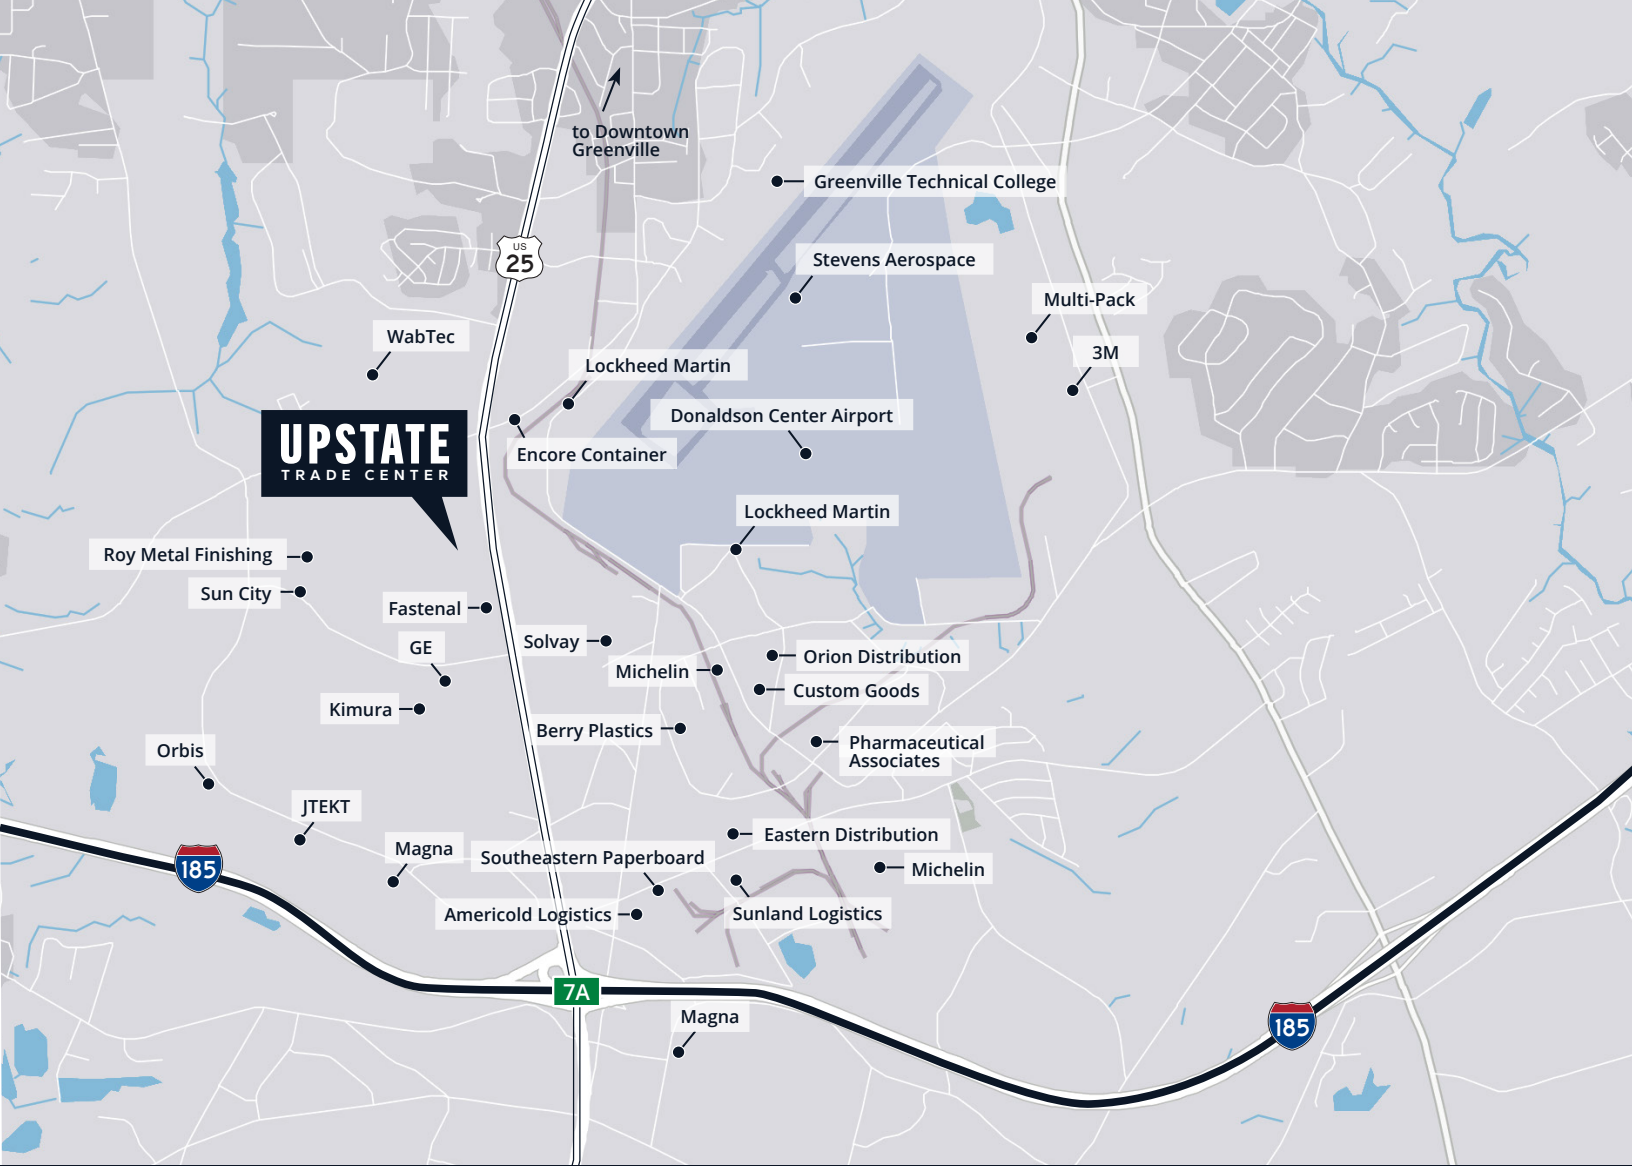 to Downtown
Greenville
Greenville Technical College
US
25
Stevens Aerospace
Multi-Pack
WabTec
3M
Lockheed Martin
Donaldson Center Airport
UPSTATE
TRADE CENTER
Encore Container
Lockheed Martin
Roy Metal Finishing
Sun City
Fastenal
Solvay
GE
Orion Distribution
Michelin
Custom Goods
Kimura
Berry Plastics
Pharmaceutical
Associates
Orbis
JTEKT
Eastern Distribution
Magna
Southeastern Paperboard
185
Michelin
Americold Logistics
Sunland Logistics
7A
Magna
185